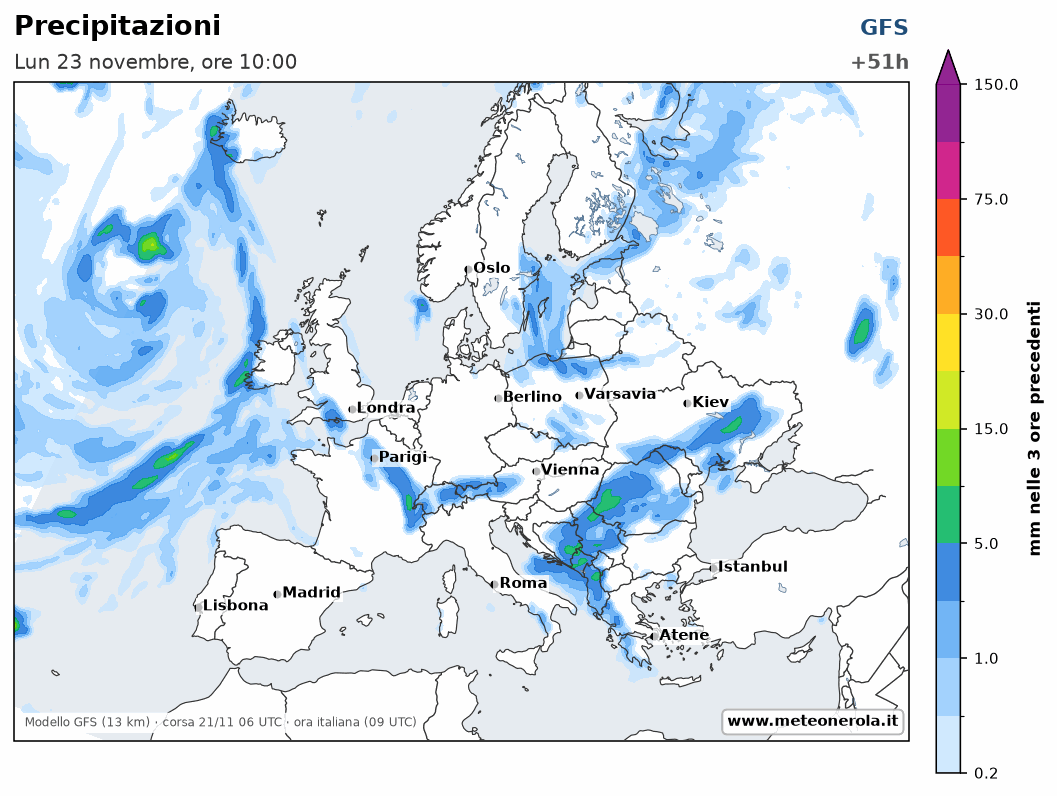 Precipitazioni
GFS
Lun 23 novembre, ore 10:00
+51h
150.0
75.0
30.0
15.0
5.0
1.0
0.2
mm nelle 3 ore precedenti
Oslo
Londra
Berlino
Varsavia
Kiev
Parigi
Vienna
Istanbul
Roma
Madrid
Lisbona
Atene
Modello GFS (13 km) · corsa 21/11 06 UTC · ora italiana (09 UTC)
www.meteonerola.it